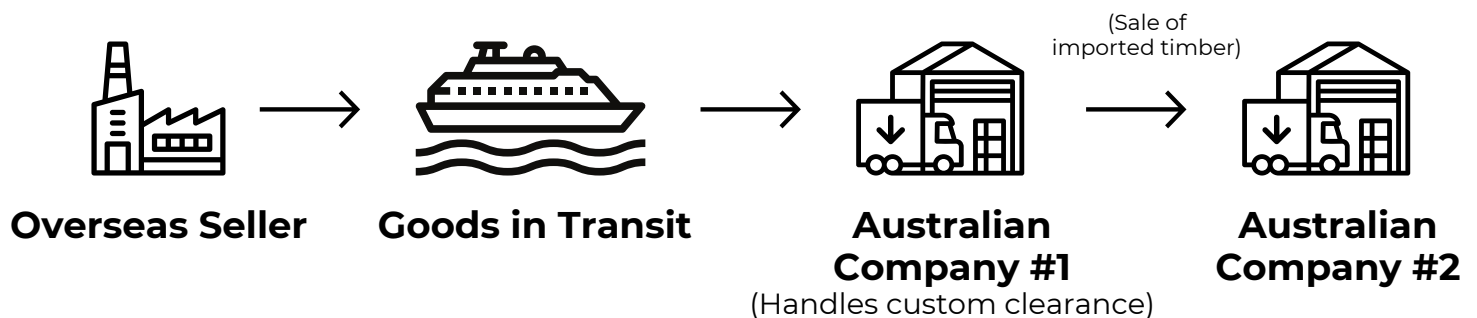 (Sale of
imported timber)
Overseas Seller
Goods in Transit
Australian
Company #1
(Handles custom clearance)
Australian
Company #2